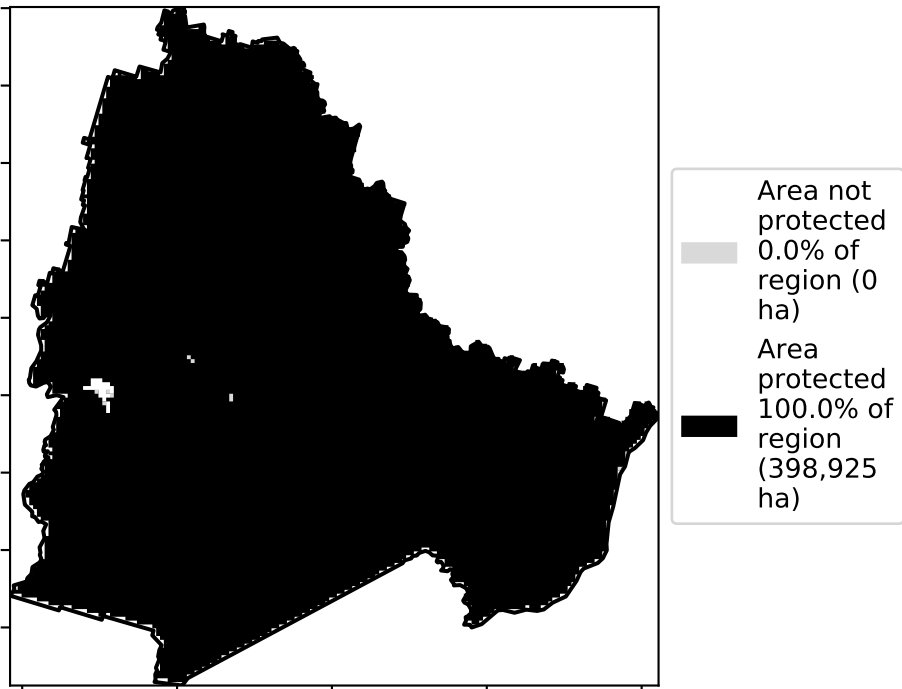 Area not
protected
0.0% of
region (0
ha)
Area
protected
100.0% of
region
(398,925
ha)